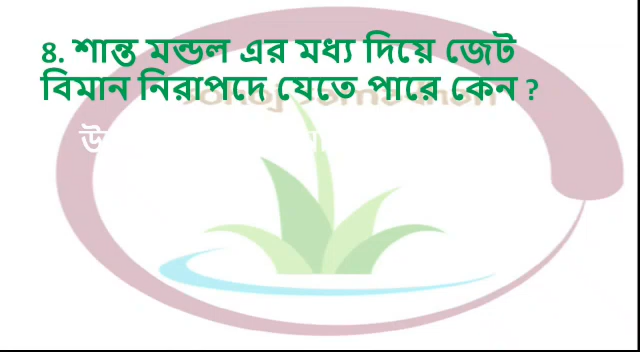 ৪. শান্ত মন্ডল এর মধ্য দিয়ে জেট
বিমান নিরাপদে যেতে পারে কেন ?